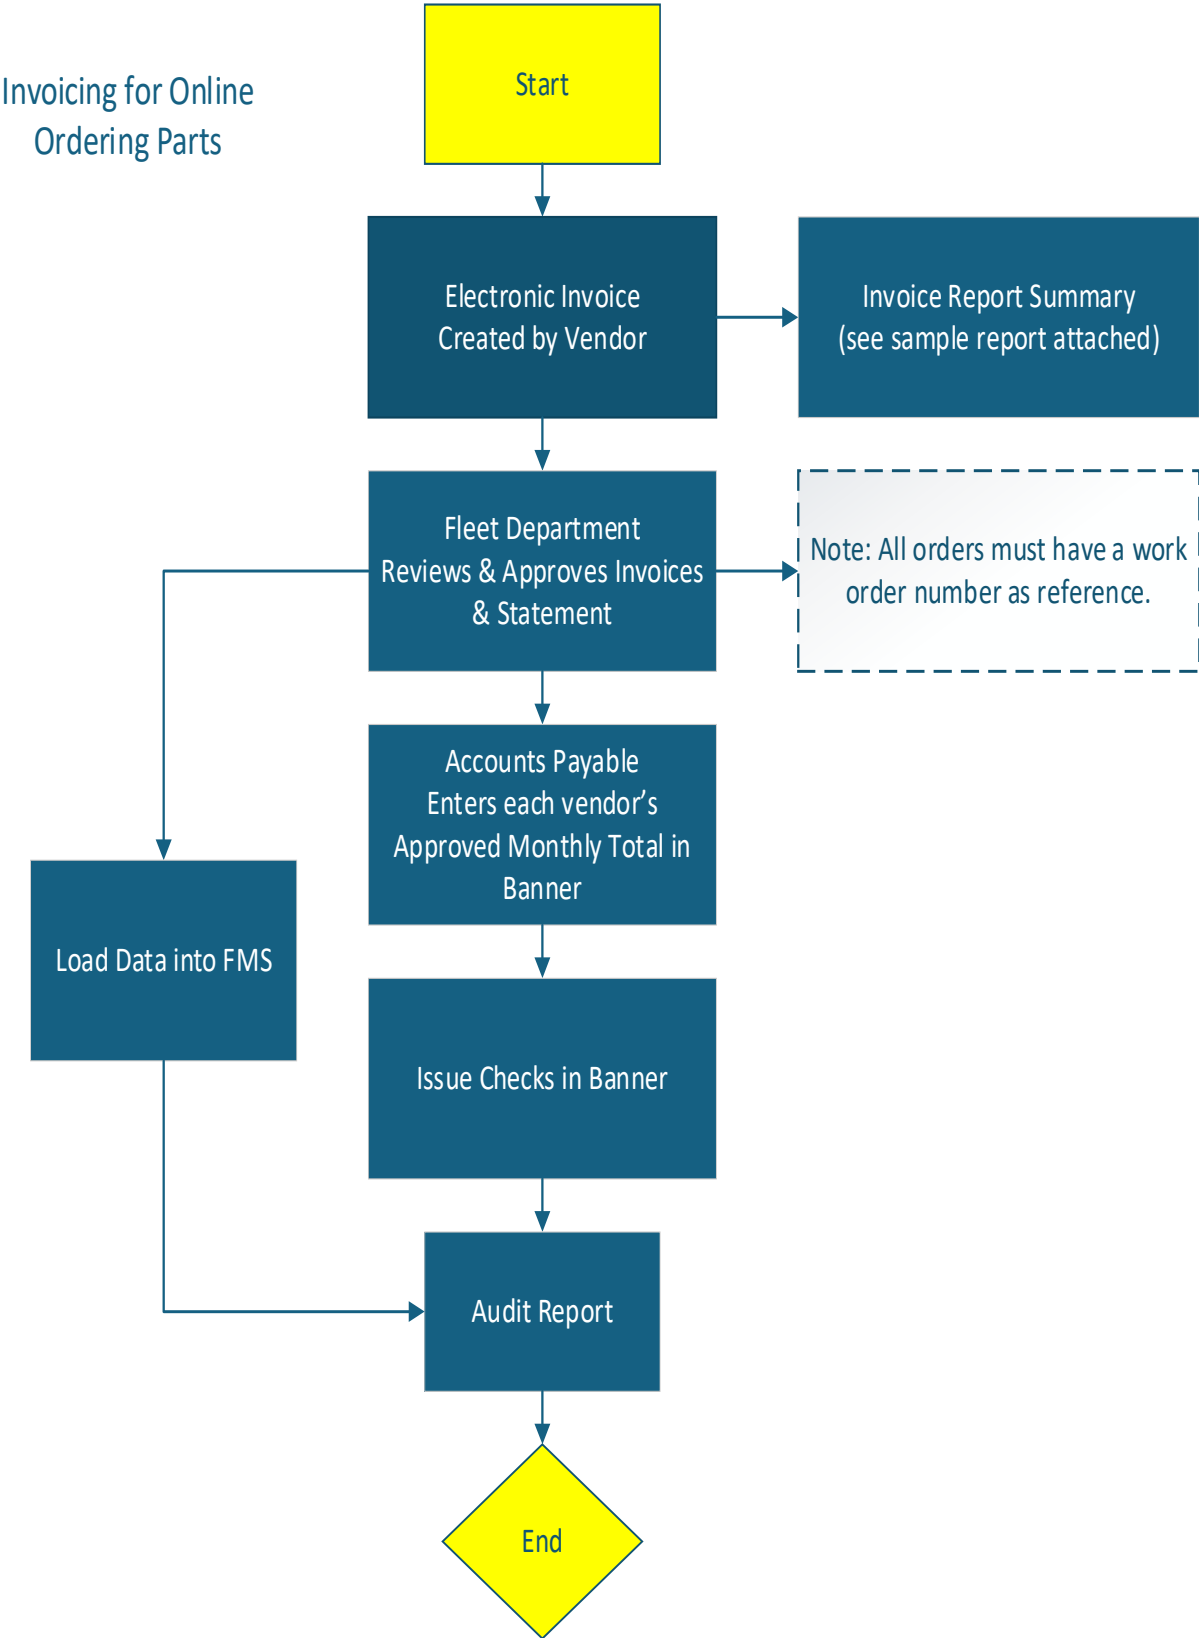 Invoicing for Online
Ordering Parts
Start
Electronic Invoice
Created by Vendor
Invoice Report Summary
(see sample report attached)
Fleet Department
Reviews & Approves Invoices
& Statement
Note: All orders must have a work
order number as reference.
Accounts Payable
Enters each vendor’s
Approved Monthly Total in
Banner
Load Data into FMS
Issue Checks in Banner
Audit Report
End